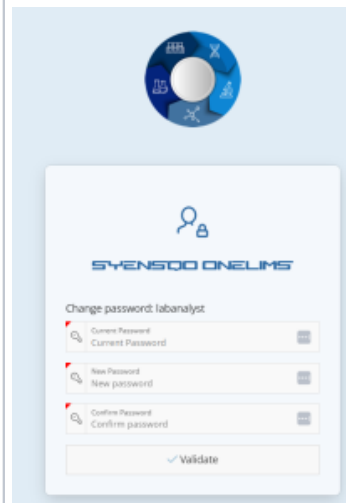 SYENSQO ONELIMS
Change password: labanalyst
Current Password
Current Password
New Password
New password
Confirm Password
Confirm password
Validate